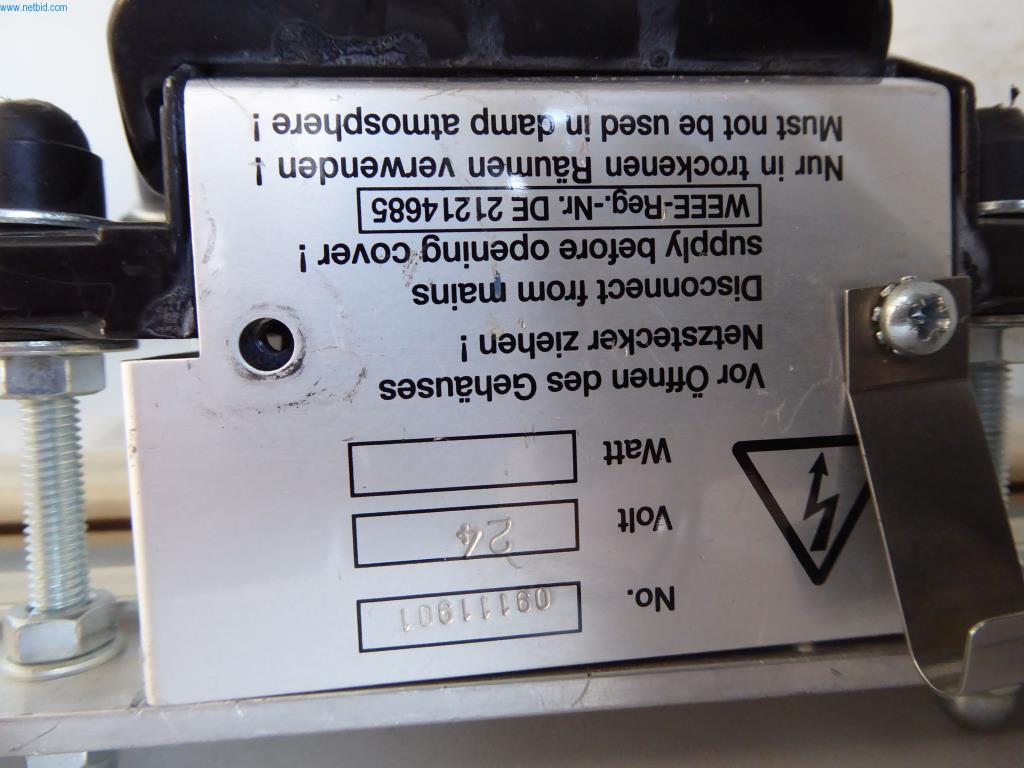 © NetBid
www.netbid.com
No. 09111901
Volt 24
Watt
Vor Öffnen des Gehäuses
Netzstecker ziehen !
Disconnect from mains
supply before opening cover !
WEEE-Reg.-Nr. DE 21214685
Nur in trockenen Räumen verwenden !
Must not be used in damp atmosphere !